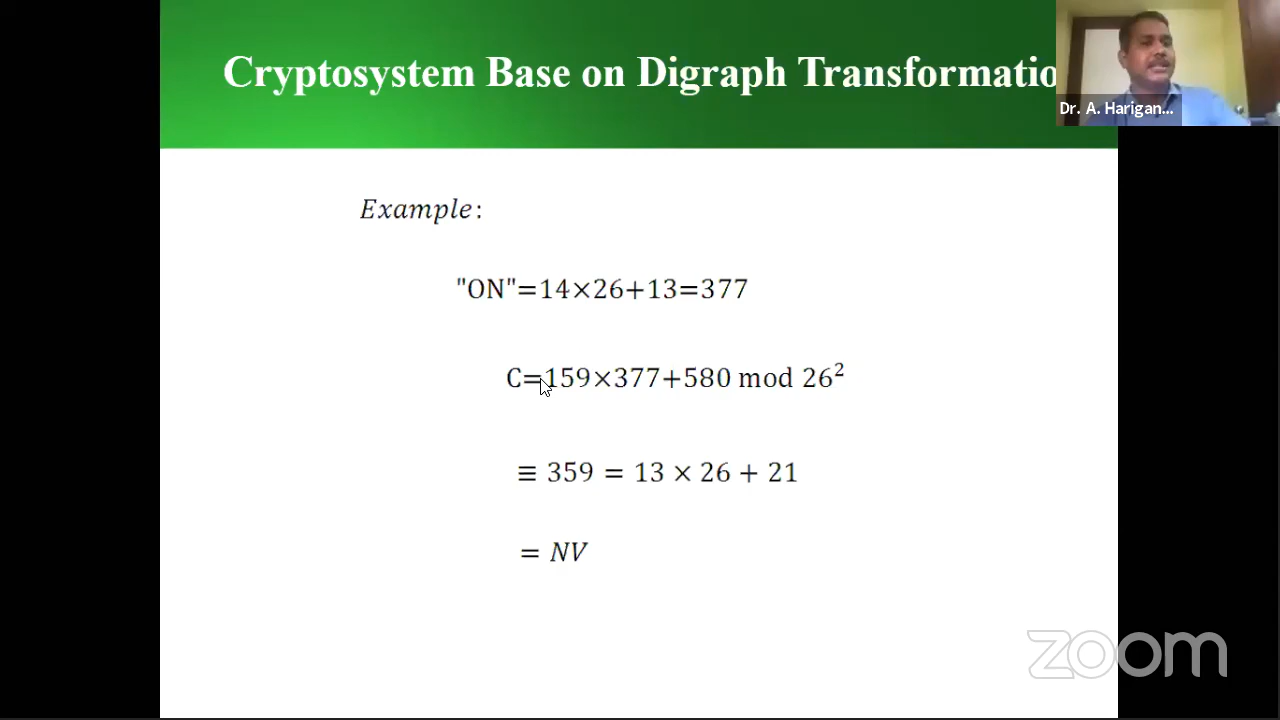 Cryptosystem Base on Digraph Transformatio
Dr. A. Harigan...
Example:
"ON"=14×26+13=377
C=159×377+580 mod 26²
≡ 359 = 13 × 26 + 21
= NV
zoom